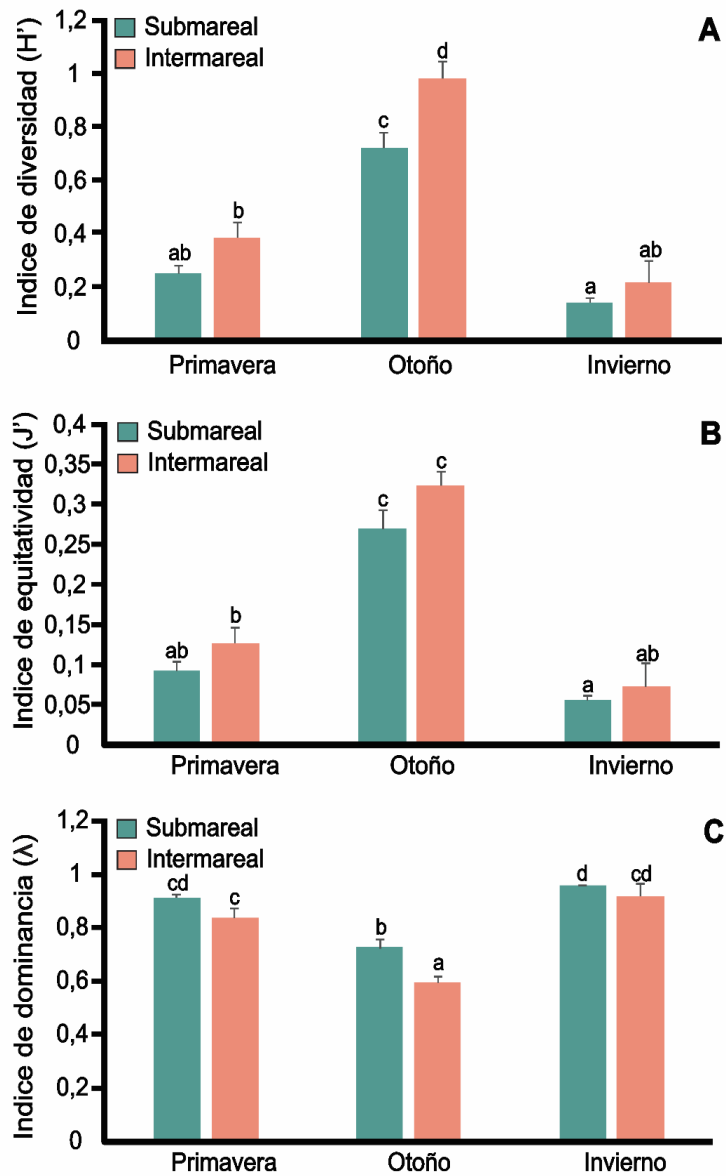 Indice de diversidad (H’)
1,2
1
0,8
0,6
0,4
0,2
0
Submareal
Intermareal
A
ab
b
c
d
a
ab
Primavera
Otoño
Invierno
Indice de equitatividad (J’)
0,4
0,35
0,3
0,25
0,2
0,15
0,1
0,05
0
Submareal
Intermareal
B
ab
b
c
c
a
ab
Primavera
Otoño
Invierno
Indice de dominancia (λ)
1,2
1
0,8
0,6
0,4
0,2
0
Submareal
Intermareal
C
cd
c
b
a
d
cd
Primavera
Otoño
Invierno